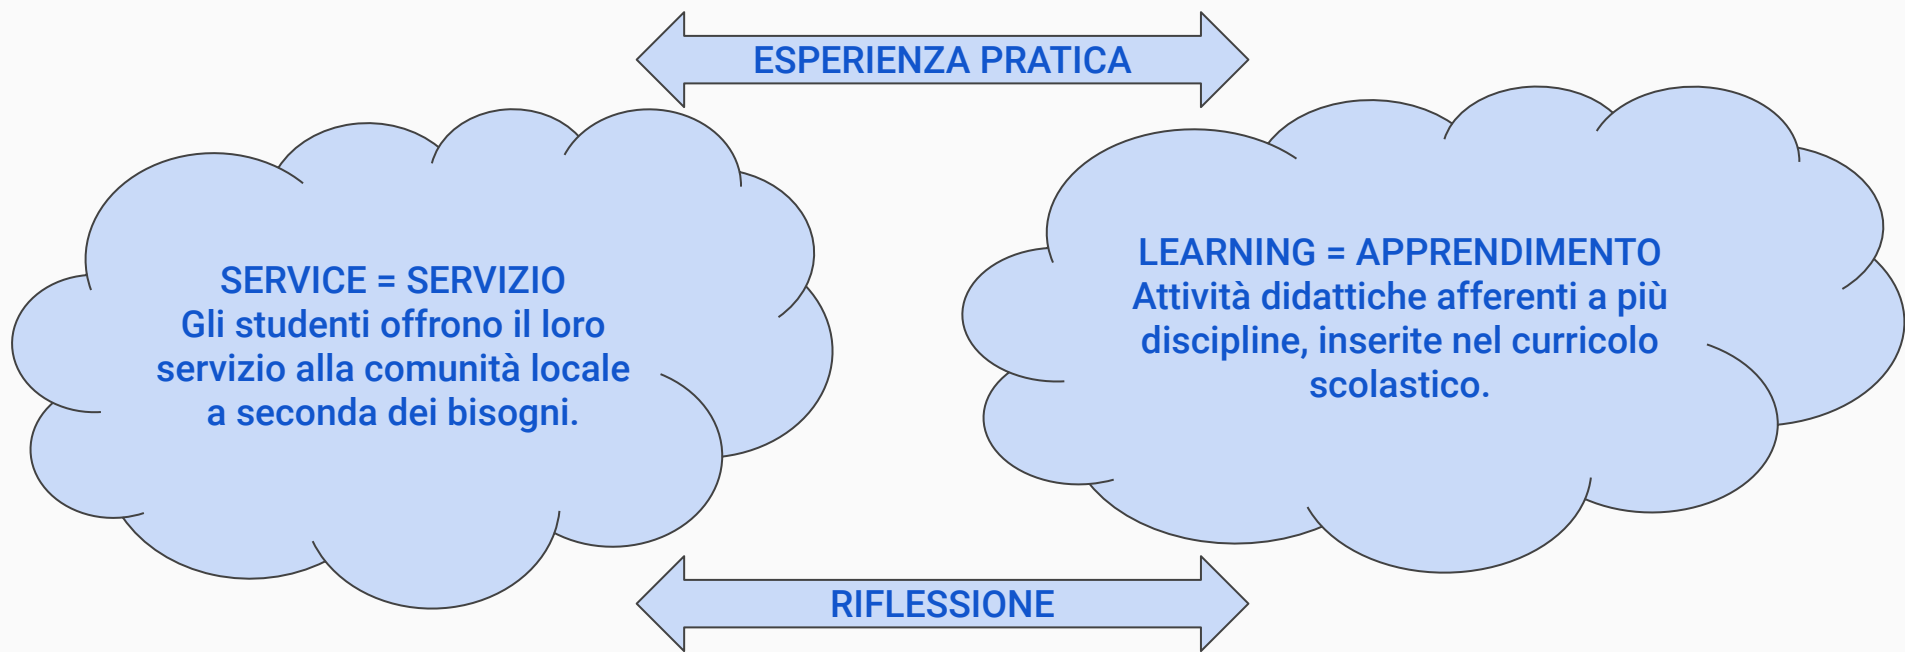 ESPERIENZA PRATICA
SERVICE = SERVIZIO
Gli studenti offrono il loro
servizio alla comunità locale
a seconda dei bisogni.
LEARNING = APPRENDIMENTO
Attività didattiche afferenti a più
discipline, inserite nel curricolo
scolastico.
RIFLESSIONE